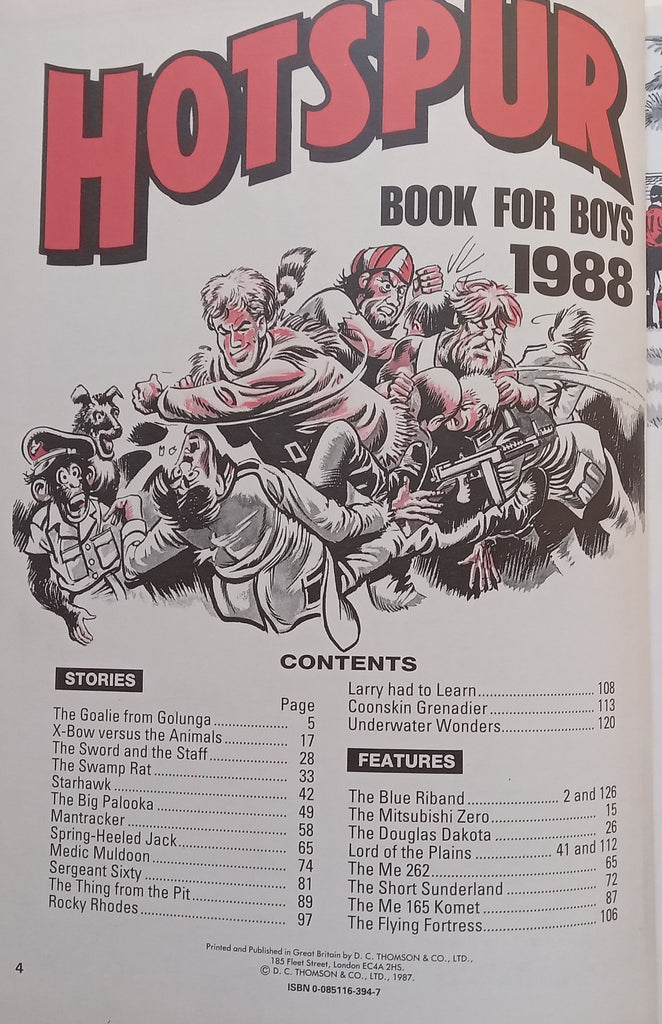 HOTSPUR
BOOK FOR BOYS
1988
CONTENTS
STORIES
Page
The Goalie from Golunga 5
X-Bow versus the Animals 17
The Sword and the Staff 28
The Swamp Rat 33
Starhawk 42
The Big Palooka 49
Mantracker 58
Spring-Heeled Jack 65
Medic Muldoon 74
Sergeant Sixty 81
The Thing from the Pit 89
Rocky Rhodes 97
Larry had to Learn 108
Coonskin Grenadier 113
Underwater Wonders 120
FEATURES
The Blue Riband 2 and 126
The Mitsubishi Zero 15
The Douglas Dakota 26
Lord of the Plains 41 and 112
The Me 262 65
The Short Sunderland 72
The Me 165 Komet 87
The Flying Fortress 106
Printed and Published in Great Britain by D. C. THOMSON & CO., LTD.,
185 Fleet Street, London EC4A 2HS.
© D. C. THOMSON & CO., LTD., 1987.
ISBN 0-085116-394-7
4